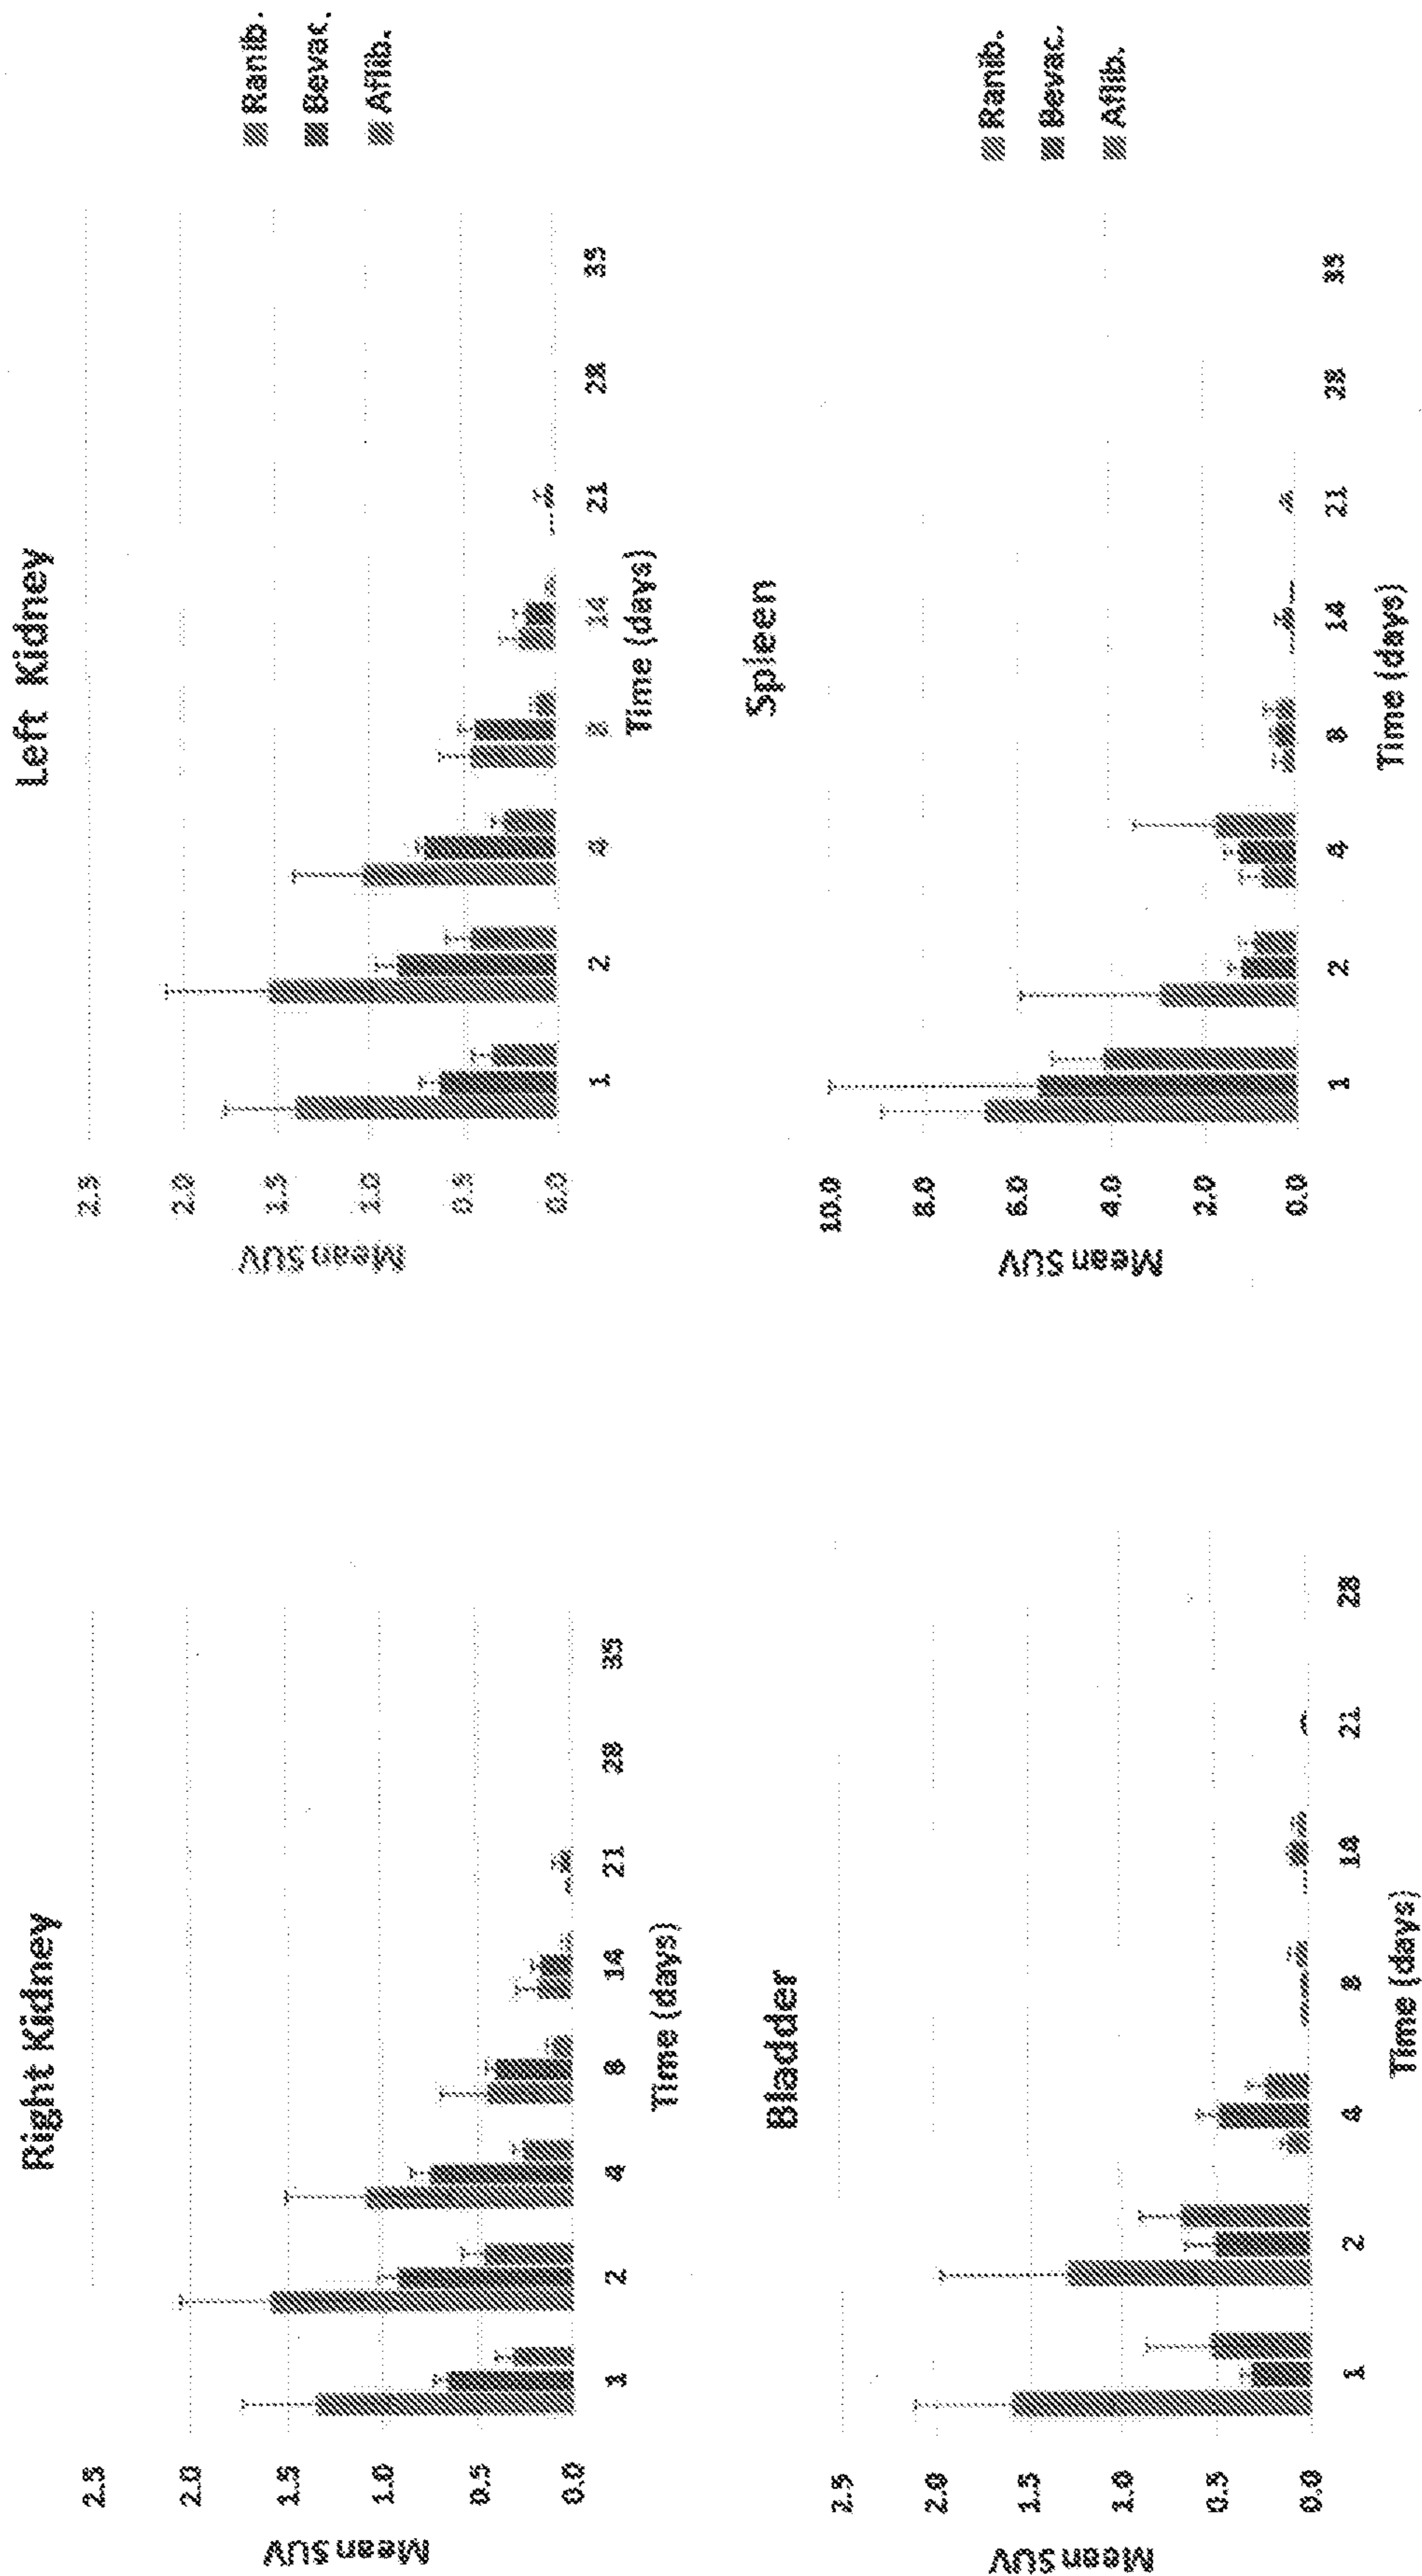 Right Kidney
2.5
2.0
1.5
1.0
0.5
0.0
Mean SUV
1 2 4 8 14 21 28 35
Time (days)
Left Kidney
2.5
2.0
1.5
1.0
0.5
0.0
Mean SUV
1 2 4 8 14 21 28 35
Time (days)
Ranib.
Bevac.
Aflib.
Bladder
2.5
2.0
1.5
1.0
0.5
0.0
Mean SUV
1 2 4 8 14 21 28
Time (days)
Spleen
10.0
8.0
6.0
4.0
2.0
0.0
Mean SUV
1 2 4 8 14 21 28 35
Time (days)
Ranib.
Bevac.
Aflib.